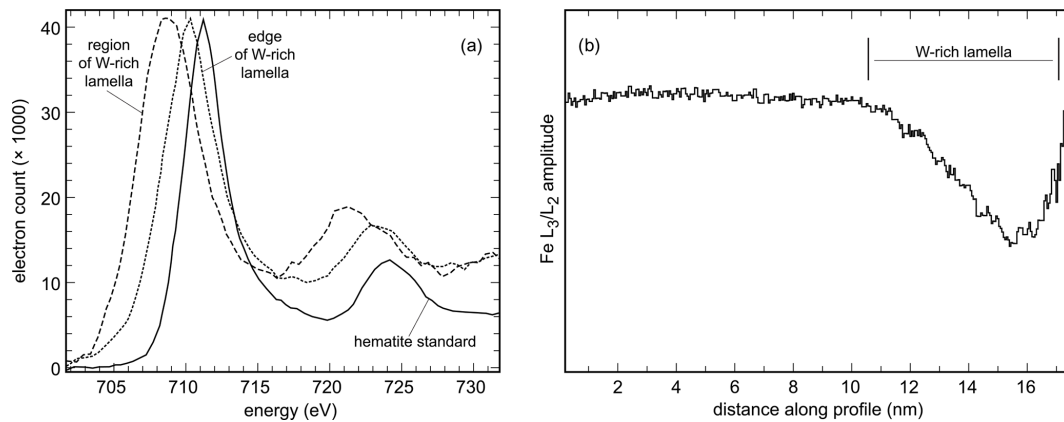 (a)
region
of W-rich
lamella
edge
of W-rich
lamella
hematite standard
electron count (× 1000)
40
30
20
10
0
705
710
715
720
725
730
energy (eV)
(b)
W-rich lamella
Fe L3/L2 amplitude
2
4
6
8
10
12
14
16
distance along profile (nm)